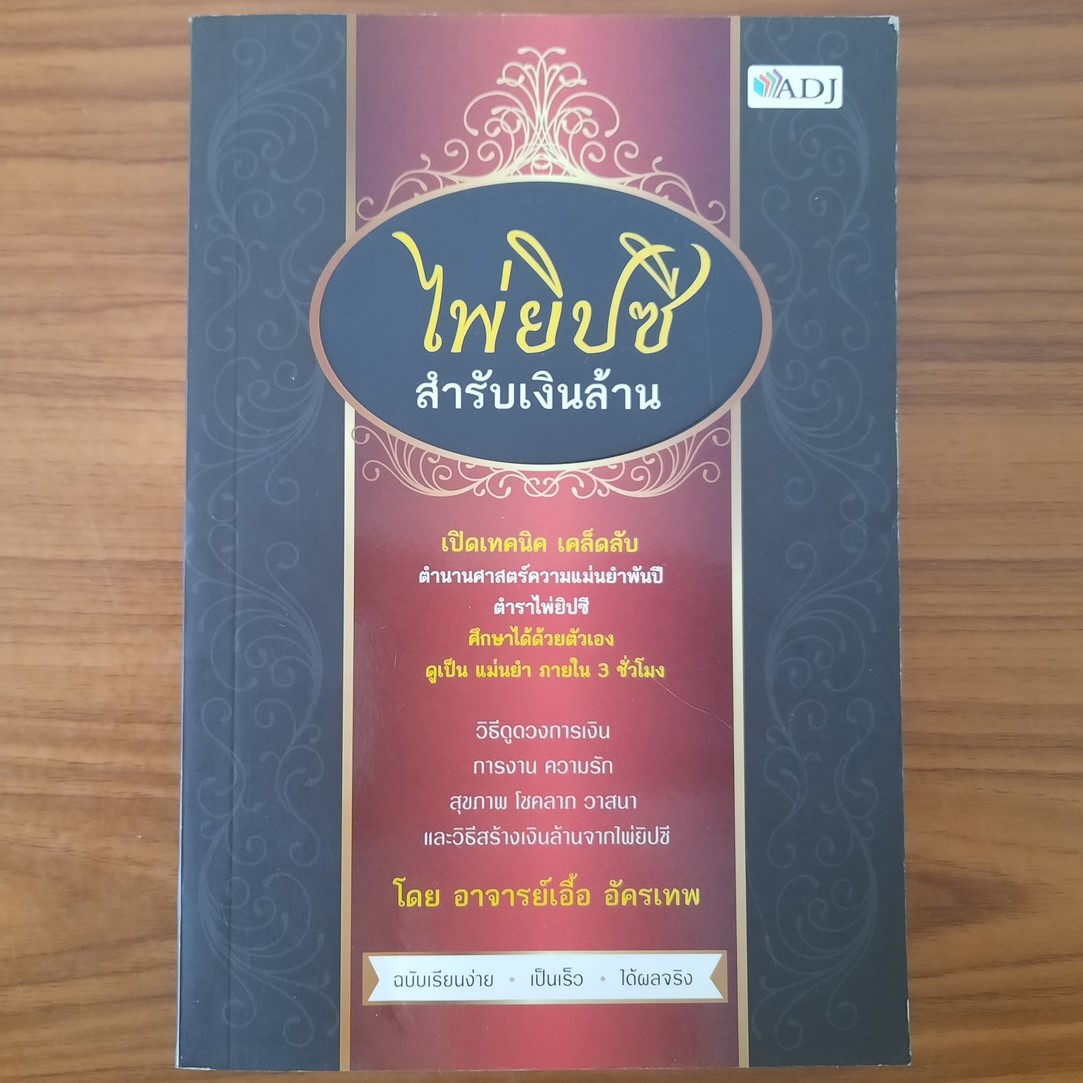 ADJ
ไพ่ยิปซี
สำรับเงินล้าน
เปิดเทคนิค เคล็ดลับ
ตำนานศาสตร์ความแม่นยำพันปี
ตำราไพ่ยิปซี
ศึกษาได้ด้วยตัวเอง
ดูเป็น แม่นยำ ภายใน 3 ชั่วโมง
วิธีดูดวงการเงิน
การงาน ความรัก
สุขภาพ โชคลาภ วาสนา
และวิธีสร้างเงินล้านจากไพ่ยิปซี
โดย อาจารย์เอื้อ อัครเทพ
ฉบับเรียนง่าย • เป็นเร็ว • ได้ผลจริง